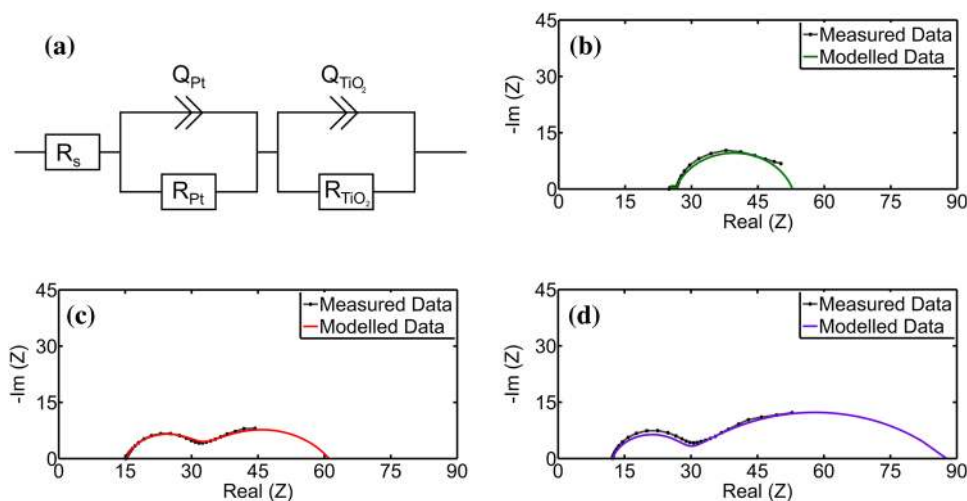 (a)
Q_Pt
Q_TiO₂
R_s
R_Pt
R_TiO₂
(b)
Measured Data
Modelled Data
-Im (Z)
45
30
15
0
0 15 30 45 60 75 90
Real (Z)
(c)
Measured Data
Modelled Data
-Im (Z)
45
30
15
0
0 15 30 45 60 75 90
Real (Z)
(d)
Measured Data
Modelled Data
-Im (Z)
45
30
15
0
0 15 30 45 60 75 90
Real (Z)